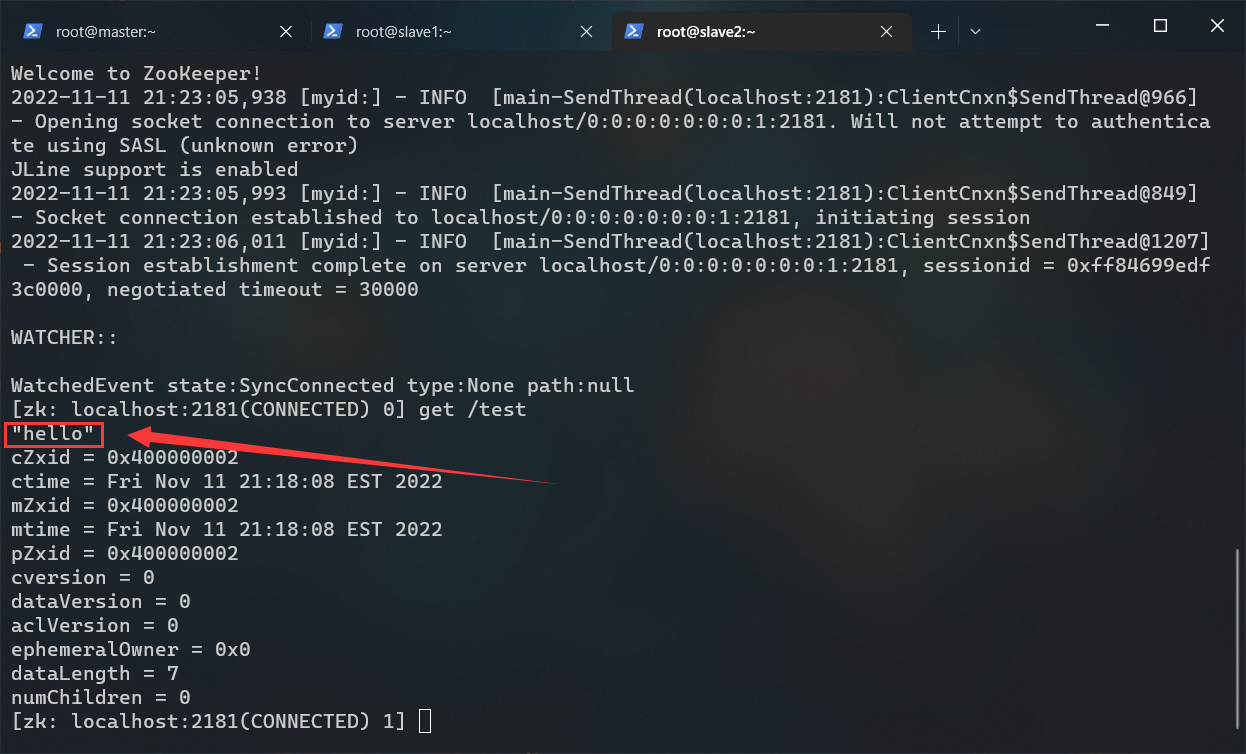 root@master:~
root@slave1:~
root@slave2:~
Welcome to ZooKeeper!
2022-11-11 21:23:05,938 [myid:] - INFO  [main-SendThread(localhost:2181):ClientCnxn$SendThread@966]
- Opening socket connection to server localhost/0:0:0:0:0:0:0:1:2181. Will not attempt to authentica
te using SASL (unknown error)
JLine support is enabled
2022-11-11 21:23:05,993 [myid:] - INFO  [main-SendThread(localhost:2181):ClientCnxn$SendThread@849]
- Socket connection established to localhost/0:0:0:0:0:0:0:1:2181, initiating session
2022-11-11 21:23:06,011 [myid:] - INFO  [main-SendThread(localhost:2181):ClientCnxn$SendThread@1207]
 - Session establishment complete on server localhost/0:0:0:0:0:0:0:1:2181, sessionid = 0xff84699edf
3c0000, negotiated timeout = 30000
WATCHER::
WatchedEvent state:SyncConnected type:None path:null
[zk: localhost:2181(CONNECTED) 0] get /test
"hello"
cZxid = 0x400000002
ctime = Fri Nov 11 21:18:08 EST 2022
mZxid = 0x400000002
mtime = Fri Nov 11 21:18:08 EST 2022
pZxid = 0x400000002
cversion = 0
dataVersion = 0
aclVersion = 0
ephemeralOwner = 0x0
dataLength = 7
numChildren = 0
[zk: localhost:2181(CONNECTED) 1]